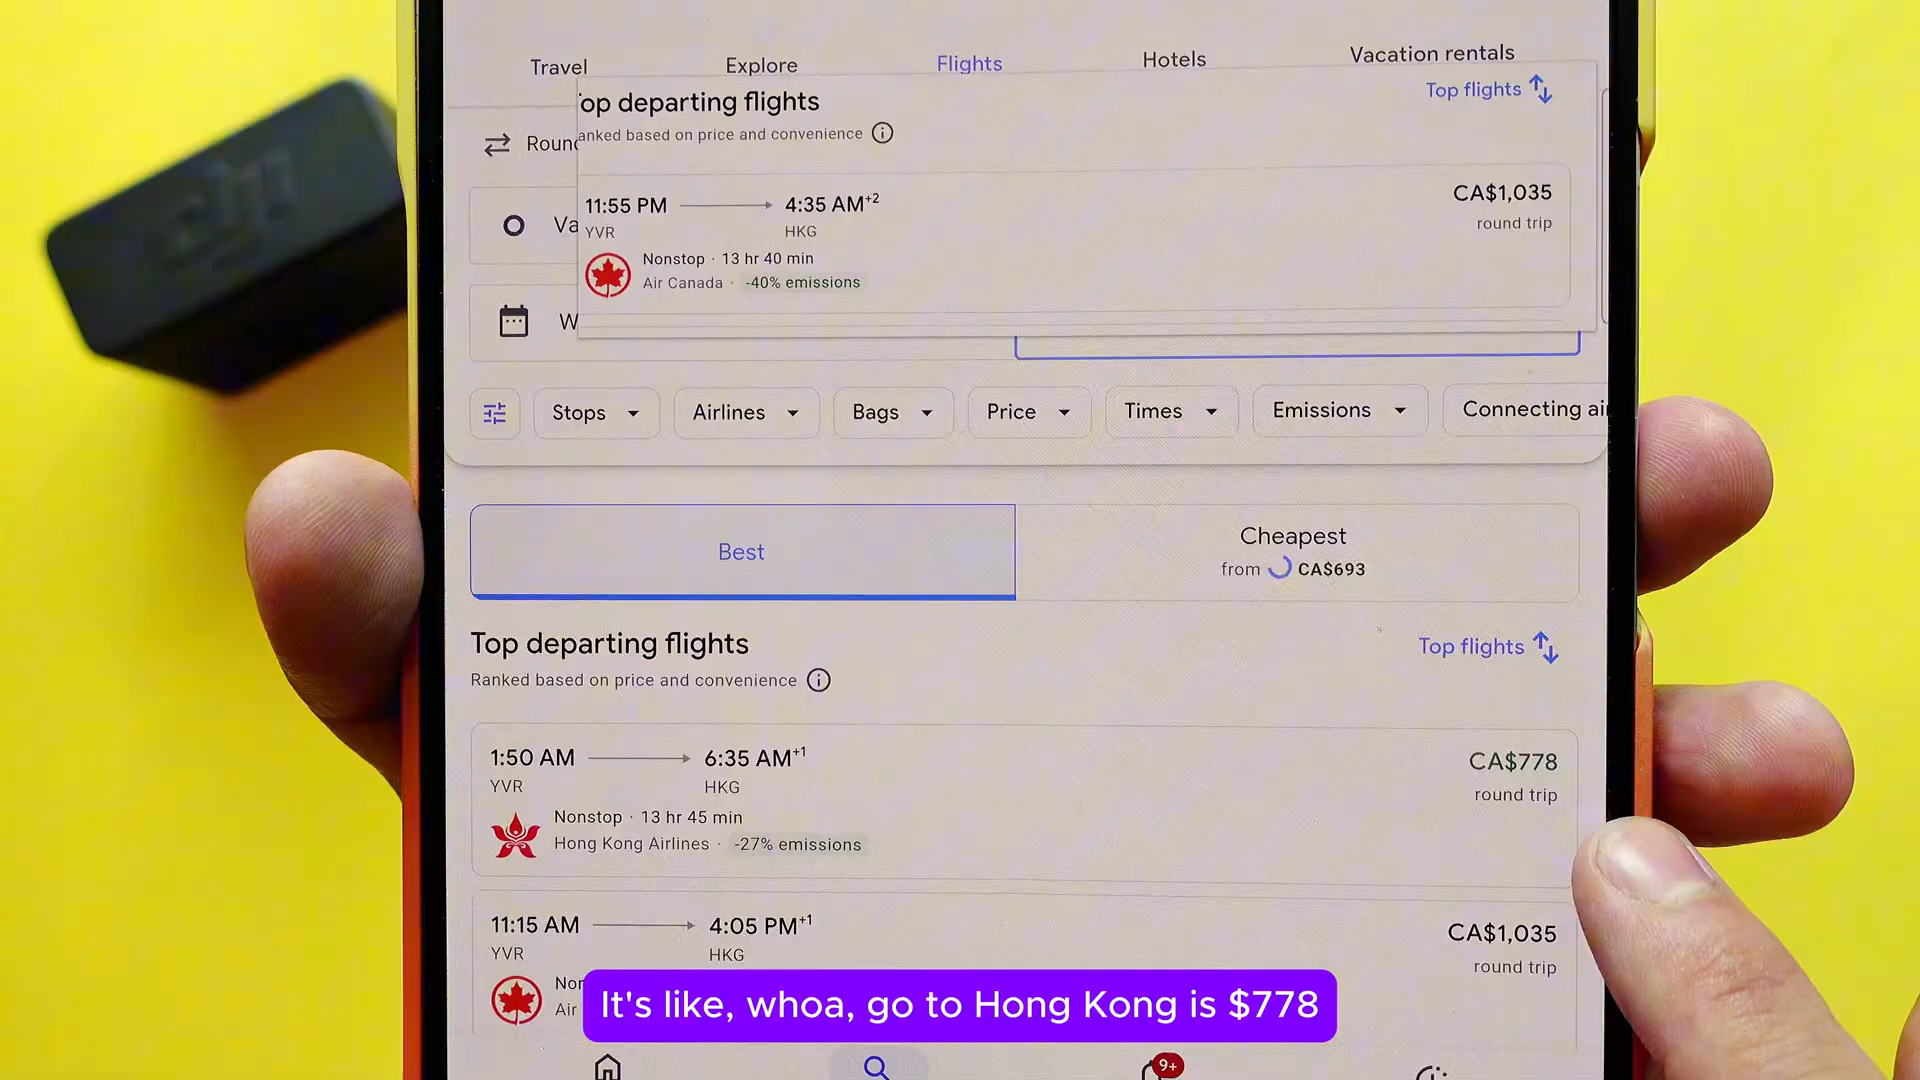 Travel Explore Flights Hotels Vacation rentals
op departing flights Top flights
anked based on price and convenience
Roun
11:55 PM 4:35 AM+2 CA$1,035
YVR HKG round trip
Va
Nonstop · 13 hr 40 min
Air Canada · -40% emissions
W
Stops Airlines Bags Price Times Emissions Connecting air
Best
Cheapest
from CA$693
Top departing flights Top flights
Ranked based on price and convenience
1:50 AM 6:35 AM+1 CA$778
YVR HKG round trip
Nonstop · 13 hr 45 min
Hong Kong Airlines · -27% emissions
11:15 AM 4:05 PM+1 CA$1,035
YVR HKG round trip
Non
Air
It's like, whoa, go to Hong Kong is $778
9+